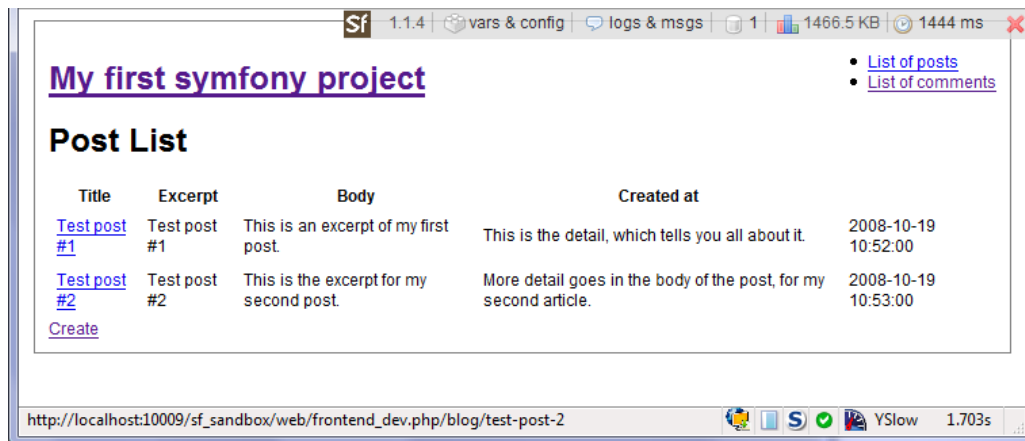 Sf 1.1.4 vars & config logs & msgs 1 1466.5 KB 1444 ms
My first symfony project
List of posts
List of comments
Post List
Title Excerpt Body Created at
Test post #1 Test post #1 This is an excerpt of my first post. This is the detail, which tells you all about it. 2008-10-19 10:52:00
Test post #2 Test post #2 This is the excerpt for my second post. More detail goes in the body of the post, for my second article. 2008-10-19 10:53:00
Create
http://localhost:10009/sf_sandbox/web/frontend_dev.php/blog/test-post-2 S YSlow 1.703s